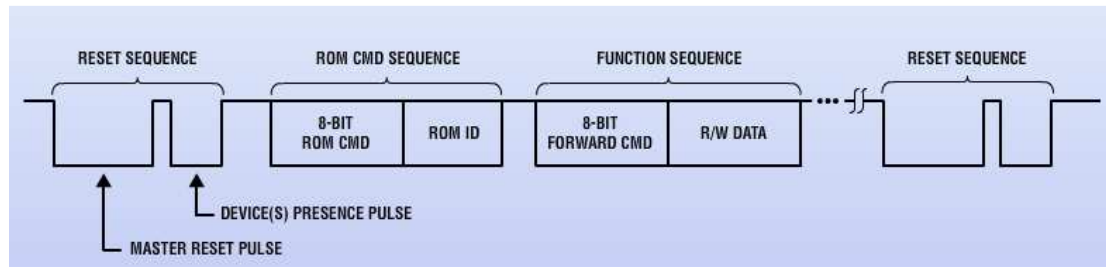 RESET SEQUENCE
ROM CMD SEQUENCE
FUNCTION SEQUENCE
RESET SEQUENCE
8-BIT
ROM CMD
ROM ID
8-BIT
FORWARD CMD
R/W DATA
DEVICE(S) PRESENCE PULSE
MASTER RESET PULSE